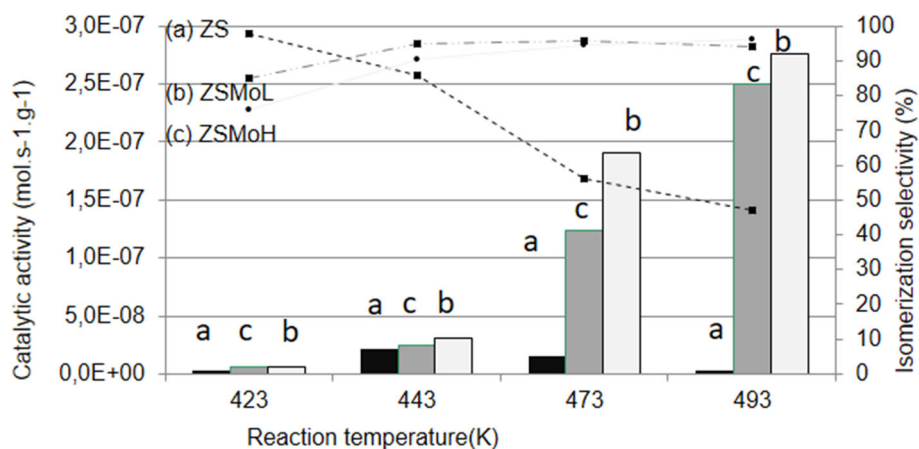 Catalytic activity (mol.s-1.g-1)
3,0E-07
2,5E-07
2,0E-07
1,5E-07
1,0E-07
5,0E-08
0,0E+00
(a) ZS
(b) ZSMoL
(c) ZSMoH
a c b
a c b
a c b
a c b
100
90
80
70
60
50
40
30
20
10
0
Isomerization selectivity (%)
423 443 473 493
Reaction temperature(K)